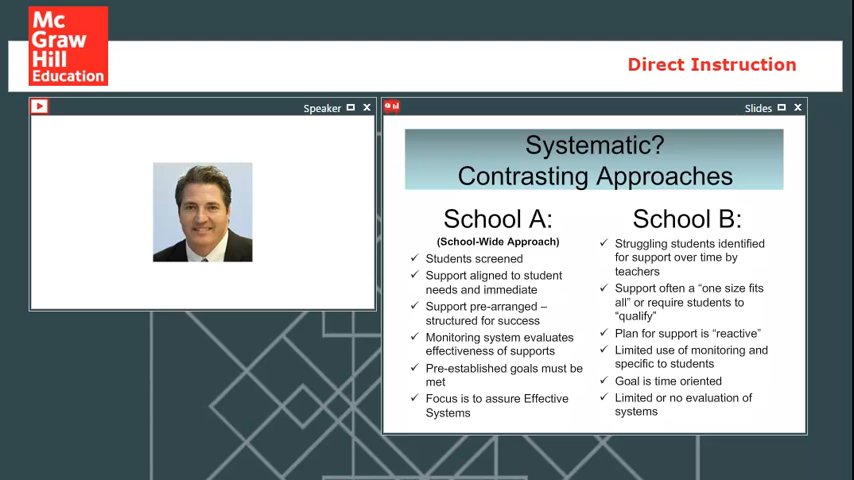 Mc
Graw
Hill
Education
Direct Instruction
Speaker
Slides
Systematic?
Contrasting Approaches
School A:
(School-Wide Approach)
✓ Students screened
✓ Support aligned to student
needs and immediate
✓ Support pre-arranged –
structured for success
✓ Monitoring system evaluates
effectiveness of supports
✓ Pre-established goals must be
met
✓ Focus is to assure Effective
Systems
School B:
✓ Struggling students identified
for support over time by
teachers
✓ Support often a “one size fits
all” or require students to
“qualify”
✓ Plan for support is “reactive”
✓ Limited use of monitoring and
specific to students
✓ Goal is time oriented
✓ Limited or no evaluation of
systems